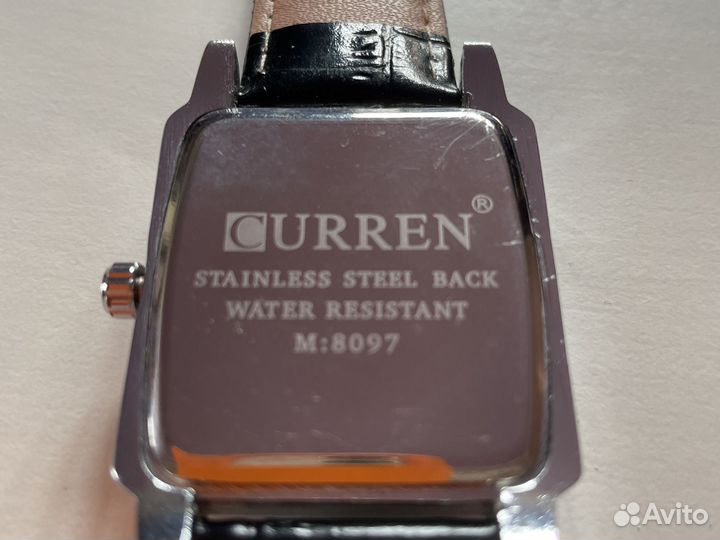 CURREN®
STAINLESS STEEL BACK
WATER RESISTANT
M:8097
Avito